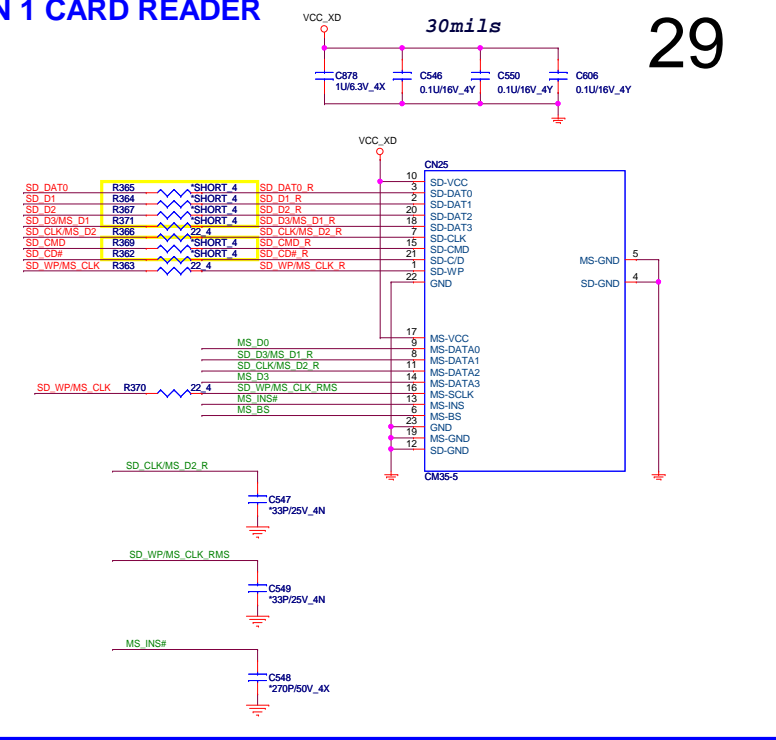 N 1 CARD READER
29
VCC_XD
30mils
C878
1U/6.3V_4X
C546
0.1U/16V_4Y
C550
0.1U/16V_4Y
C606
0.1U/16V_4Y
VCC_XD
CN25
10 SD-VCC
SD_DAT0 R365 *SHORT_4 SD_DAT0_R 3 SD-DAT0
SD_D1 R364 *SHORT_4 SD_D1_R 2 SD-DAT1
SD_D2 R367 *SHORT_4 SD_D2_R 20 SD-DAT2
SD_D3/MS_D1 R371 *SHORT_4 SD_D3/MS_D1_R 18 SD-DAT3
SD_CLK/MS_D2 R366 22_4 SD_CLK/MS_D2_R 7 SD-CLK
SD_CMD R369 *SHORT_4 SD_CMD_R 15 SD-CMD
SD_CD# R362 *SHORT_4 SD_CD#_R 21 SD-C/D MS-GND 5
SD_WP/MS_CLK R363 22_4 SD_WP/MS_CLK_R 1 SD-WP
22 GND SD-GND 4
17 MS-VCC
MS_D0 9 MS-DATA0
SD_D3/MS_D1_R 8 MS-DATA1
SD_CLK/MS_D2_R 11 MS-DATA2
MS_D3 14 MS-DATA3
SD_WP/MS_CLK R370 22_4 SD_WP/MS_CLK_RMS 16 MS-SCLK
MS_INS# 13 MS-INS
MS_BS 6 MS-BS
23 GND
19 MS-GND
12 SD-GND
CM35-5
SD_CLK/MS_D2_R
C547
*33P/25V_4N
SD_WP/MS_CLK_RMS
C549
*33P/25V_4N
MS_INS#
C548
*270P/50V_4X